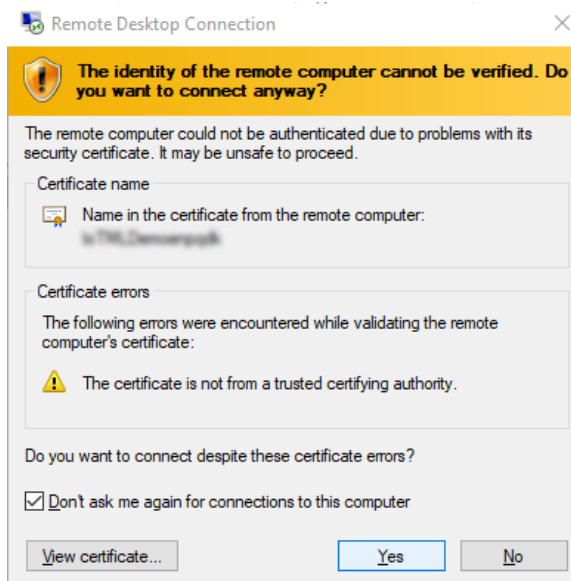 Remote Desktop Connection
The identity of the remote computer cannot be verified. Do
you want to connect anyway?
The remote computer could not be authenticated due to problems with its
security certificate. It may be unsafe to proceed.
Certificate name
Name in the certificate from the remote computer:
Certificate errors
The following errors were encountered while validating the remote
computer's certificate:
The certificate is not from a trusted certifying authority.
Do you want to connect despite these certificate errors?
Don't ask me again for connections to this computer
View certificate...
Yes
No